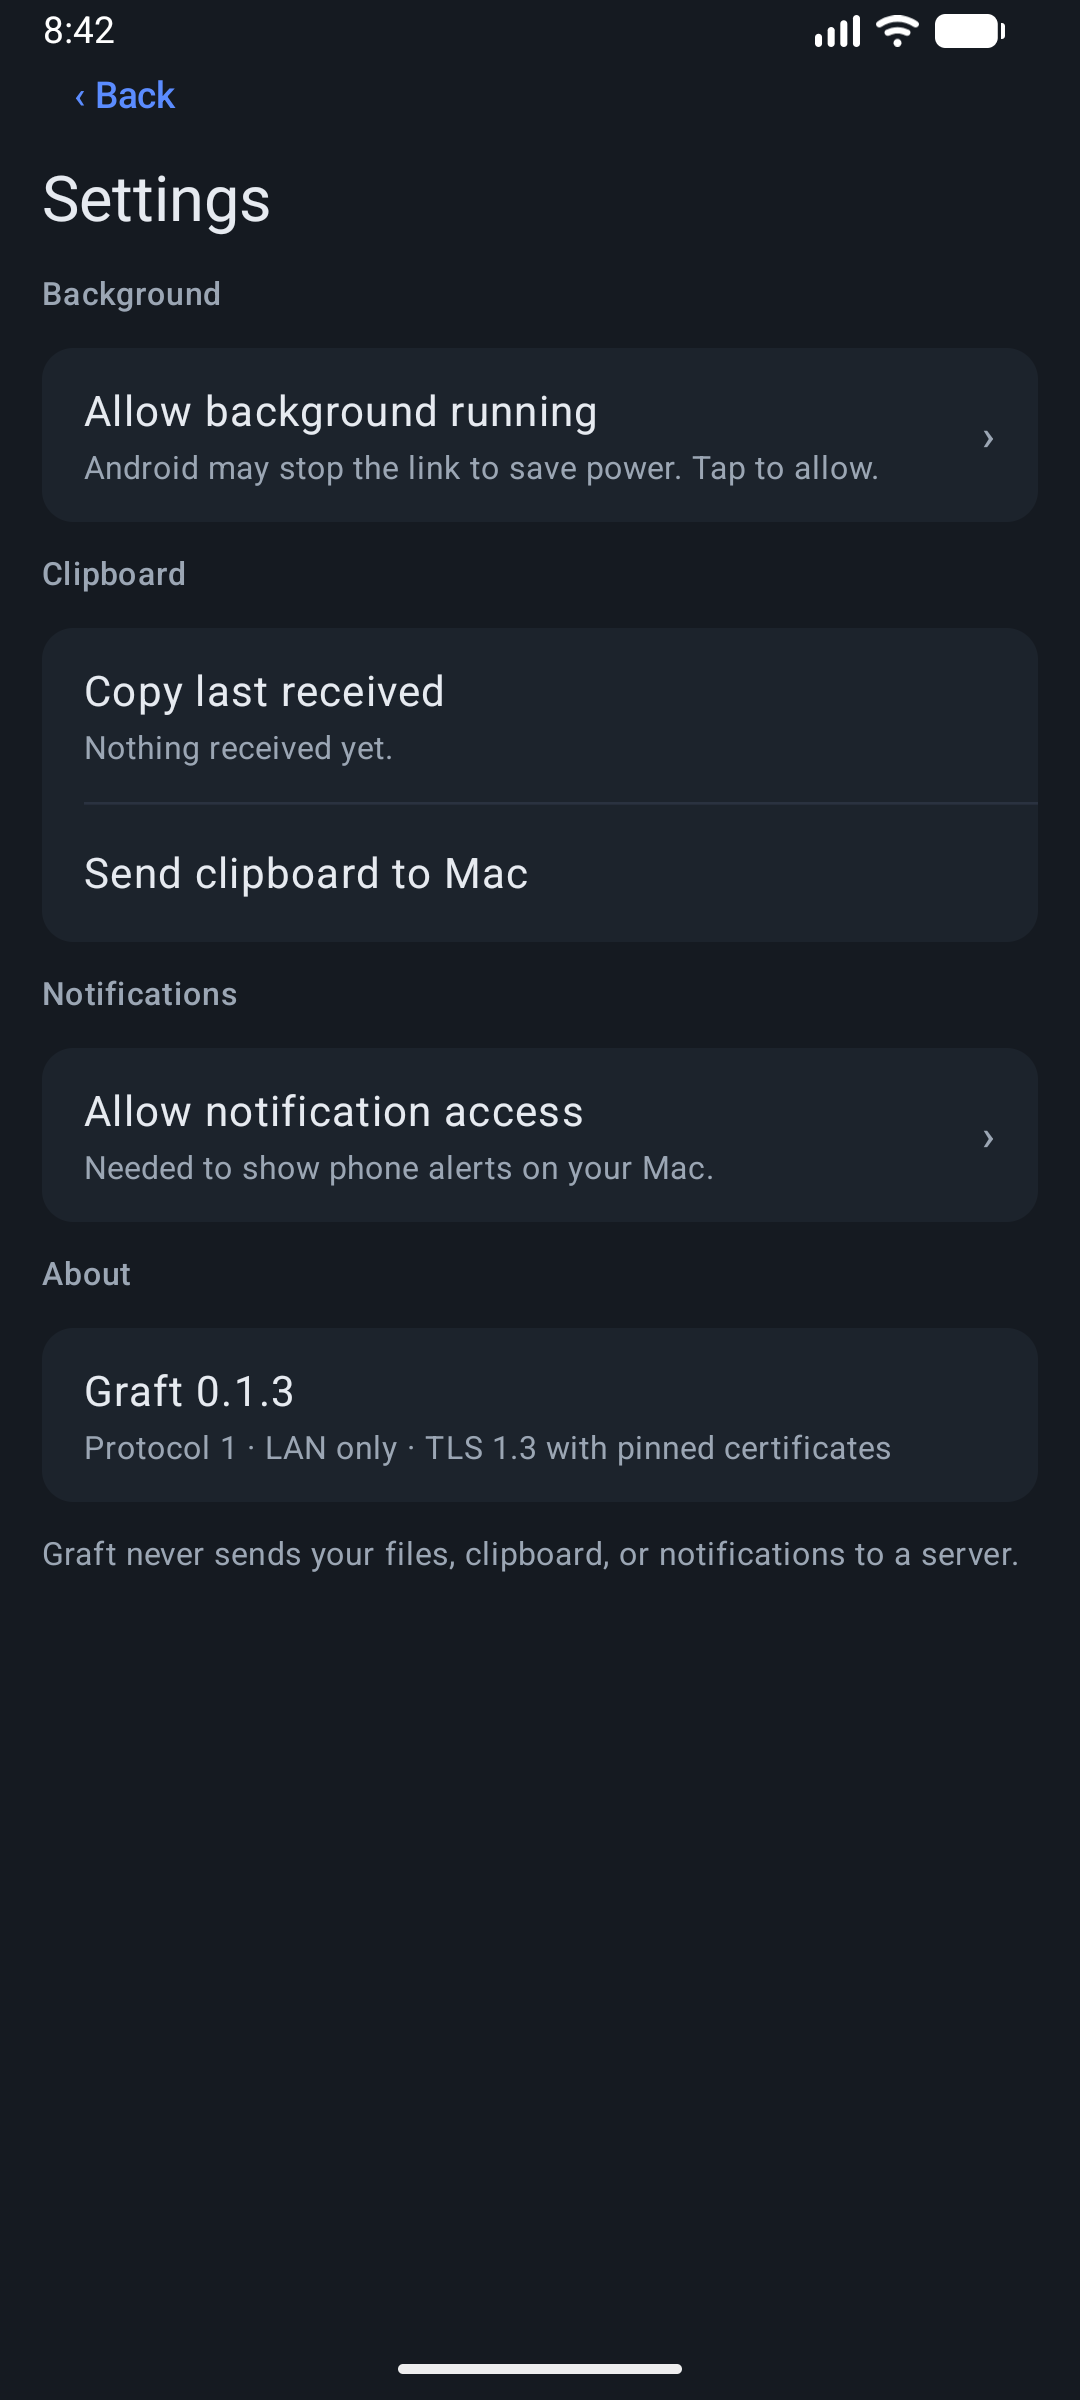 8:42
‹ Back
Settings
Background
Allow background running
Android may stop the link to save power. Tap to allow.
›
Clipboard
Copy last received
Nothing received yet.
Send clipboard to Mac
Notifications
Allow notification access
Needed to show phone alerts on your Mac.
›
About
Graft 0.1.3
Protocol 1 · LAN only · TLS 1.3 with pinned certificates
Graft never sends your files, clipboard, or notifications to a server.